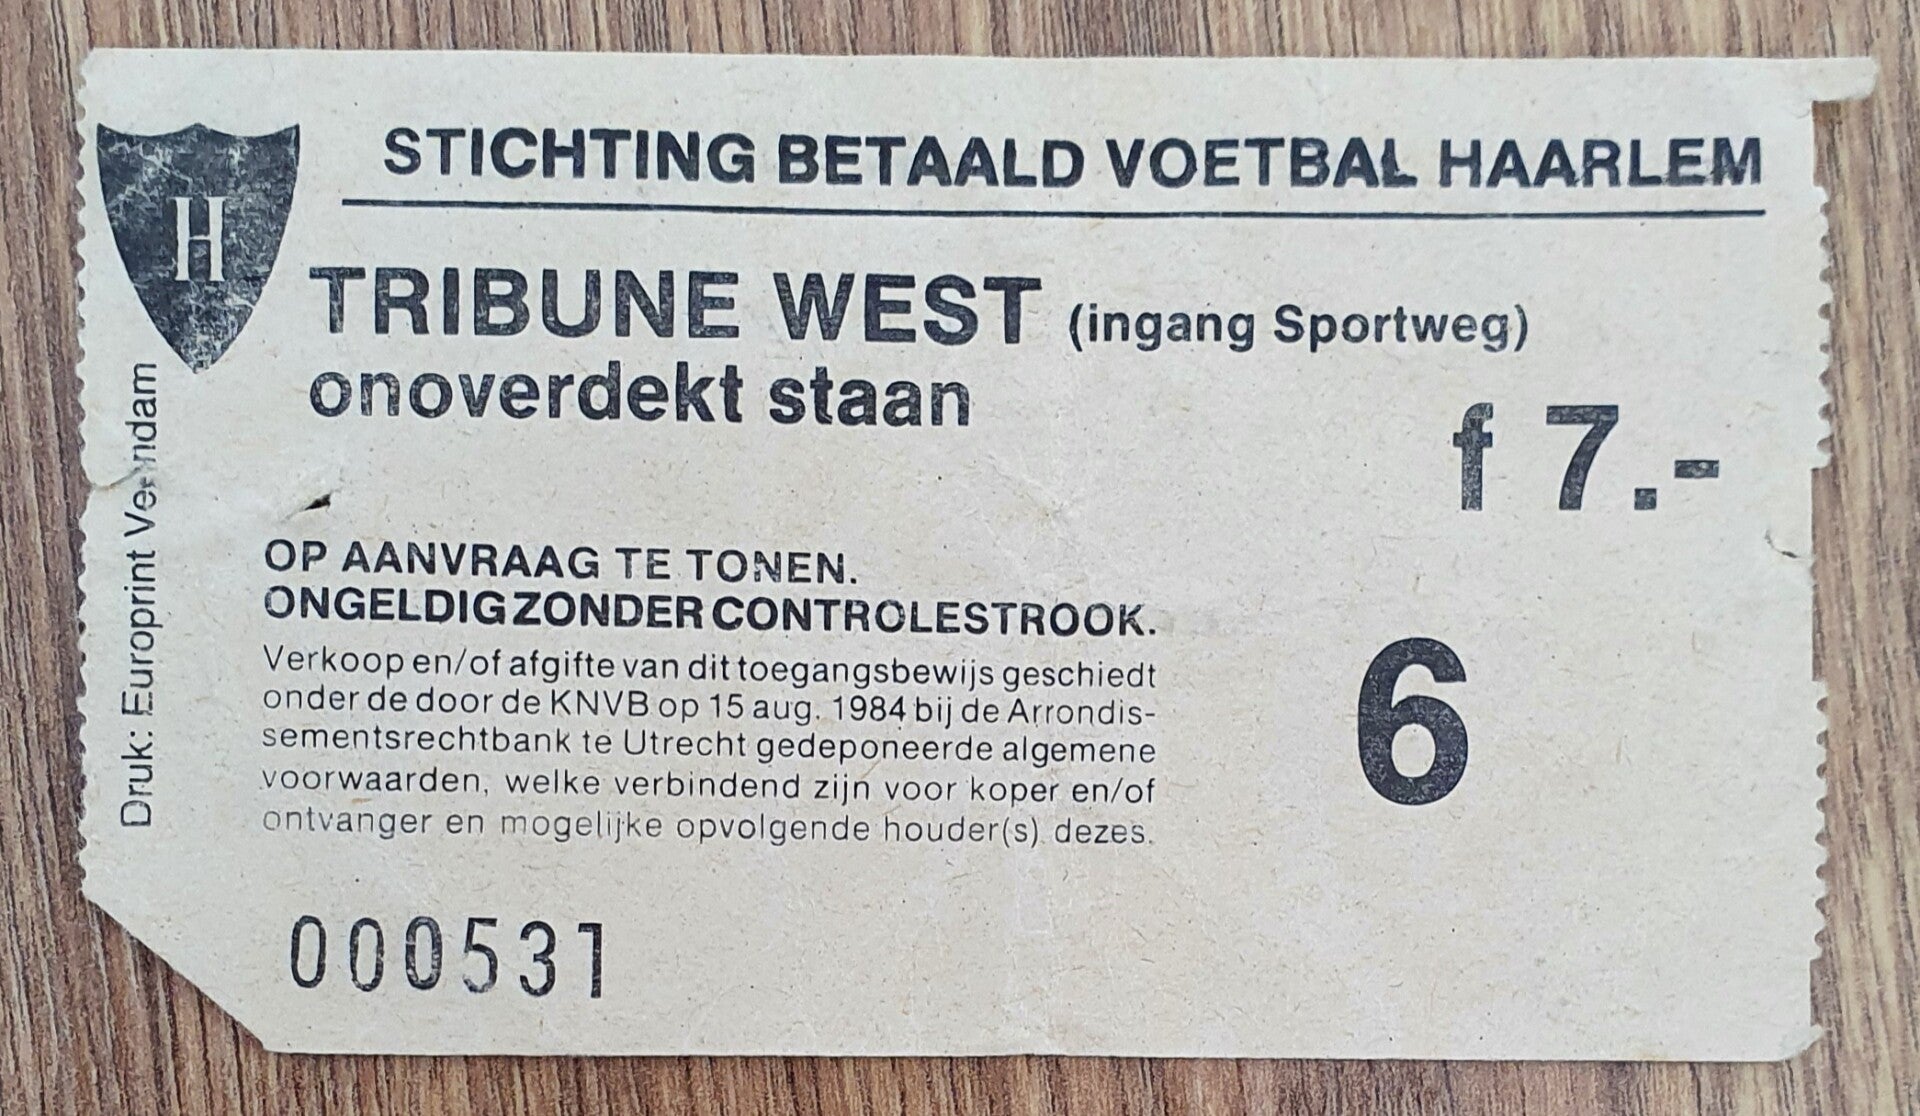 STICHTING BETAALD VOETBAL HAARLEM
H
TRIBUNE WEST (ingang Sportweg)
onoverdekt staan
f 7.-
OP AANVRAAG TE TONEN.
ONGELDIG ZONDER CONTROLESTROOK.
Verkoop en/of afgifte van dit toegangsbewijs geschiedt
onder de door de KNVB op 15 aug. 1984 bij de Arrondis-
sementsrechtbank te Utrecht gedeponeerde algemene
voorwaarden, welke verbindend zijn voor koper en/of
ontvanger en mogelijke opvolgende houder(s) dezes.
6
000531
Druk: Europrint Veendam